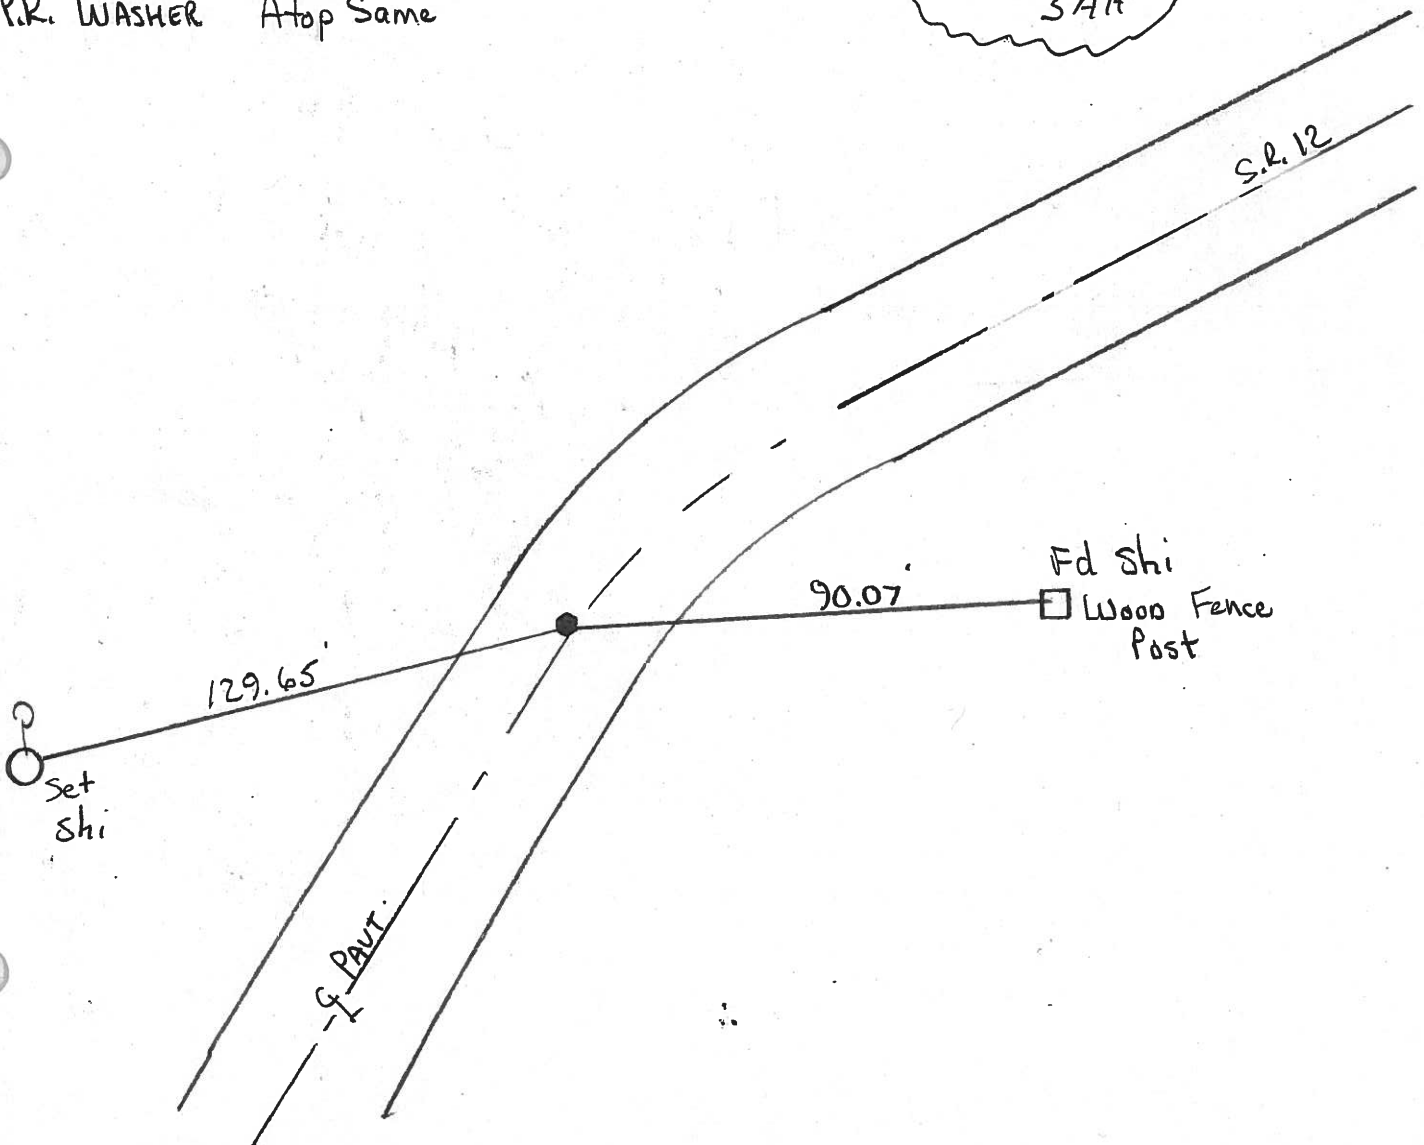 P.K. WASHER Atop Same
S.R. 12
Fd Shi
90.07'
Wood Fence
Post
129.65'
Set
Shi
℄ PAVT.